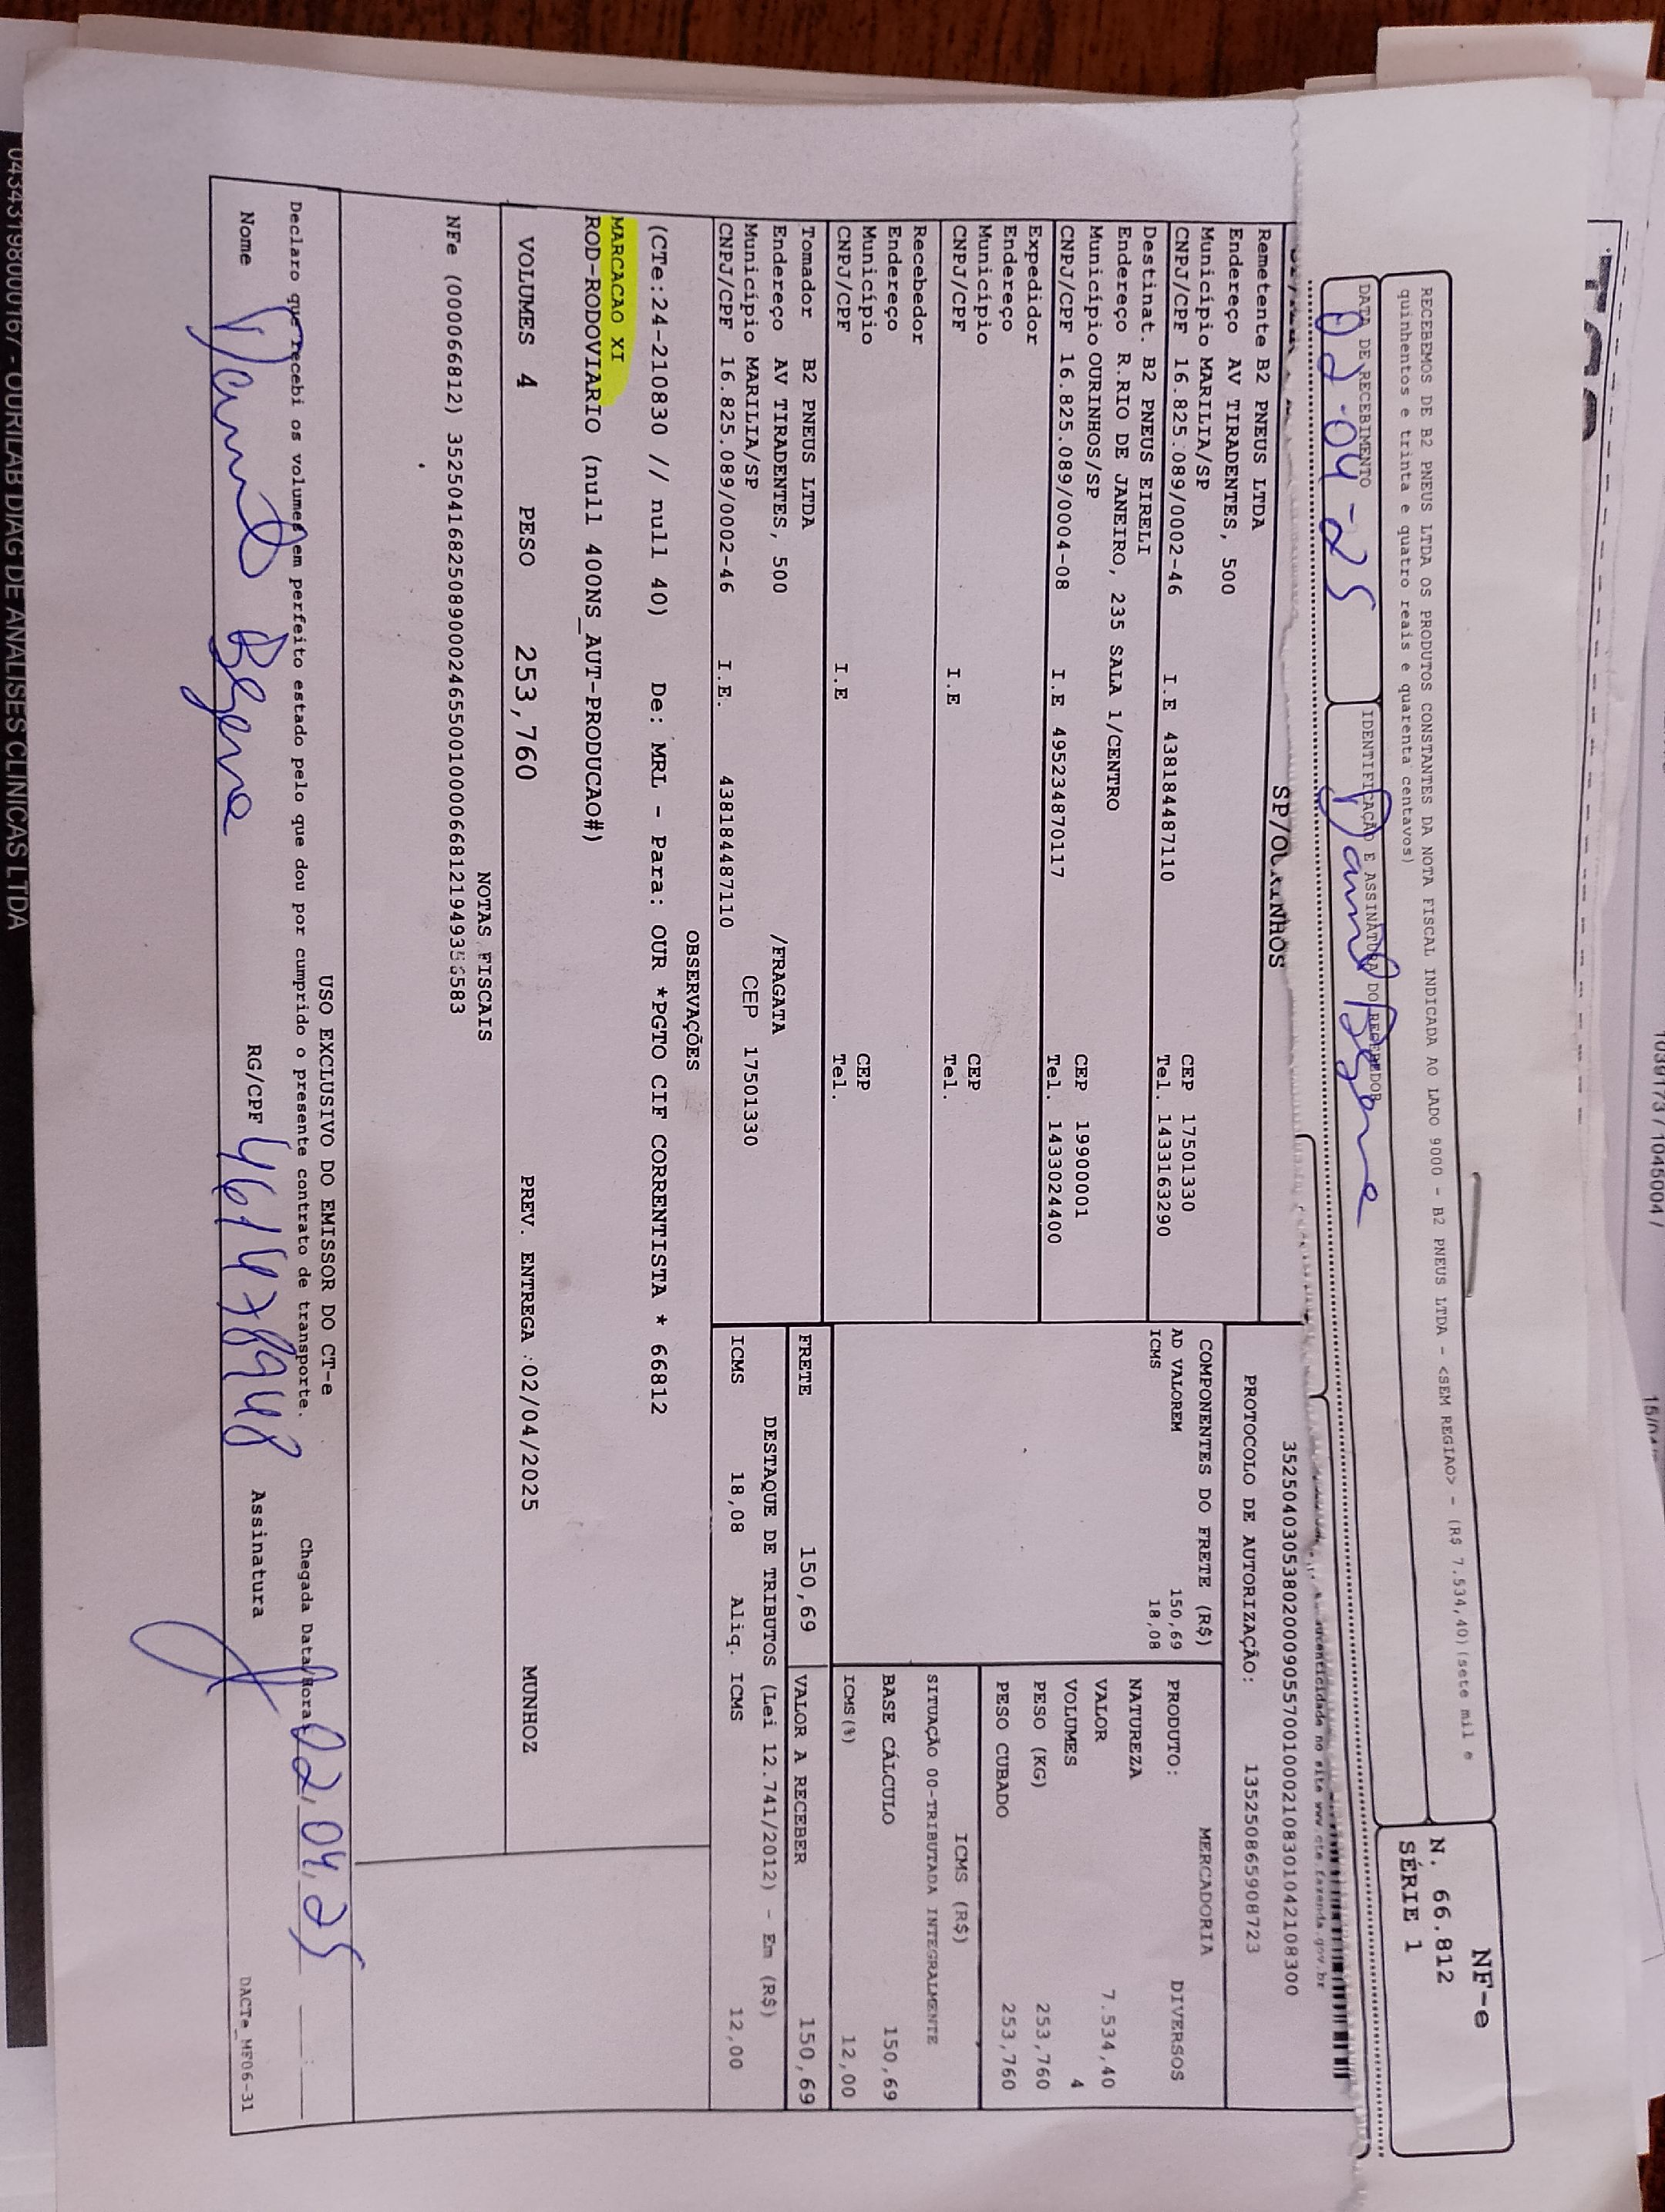 RECEBEMOS DE B2 PNEUS LTDA OS PRODUTOS CONSTANTES DA NOTA FISCAL INDICADA AO LADO 9000 - B2 PNEUS LTDA - <SEM REGIAO> - (R$ 7.534,40)(sete mil e
quinhentos e trinta e quatro reais e quarenta centavos)
NF-e
N. 66.812
SÉRIE 1
DATA DE RECEBIMENTO
02-04-25
IDENTIFICAÇÃO E ASSINATURA DO RECEBEDOR
autenticidade no site www.cte.fazenda.gov.br
35250403053802000905570010000210830104210 8300
PROTOCOLO DE AUTORIZAÇÃO: 135250865908723
Remetente B2 PNEUS LTDA
Endereço AV TIRADENTES, 500
Município MARILIA/SP CEP 17501330
CNPJ/CPF 16.825.089/0002-46 I.E 438184487110 Tel. 1433163290
Destinat. B2 PNEUS EIRELI
Endereço R.RIO DE JANEIRO, 235 SALA 1/CENTRO
Município OURINHOS/SP CEP 19900001
CNPJ/CPF 16.825.089/0004-08 I.E 495234870117 Tel. 1433024400
Expedidor
Endereço
Município CEP
CNPJ/CPF I.E Tel.
Recebedor
Endereço
Município CEP
CNPJ/CPF I.E Tel.
Tomador B2 PNEUS LTDA
Endereço AV TIRADENTES, 500 /FRAGATA
Município MARILIA/SP CEP 17501330
CNPJ/CPF 16.825.089/0002-46 I.E. 438184487110
COMPONENTES DO FRETE (R$)
AD VALOREM 150,69
ICMS 18,08
MERCADORIA
PRODUTO: DIVERSOS
NATUREZA
VALOR 7.534,40
VOLUMES 4
PESO (KG) 253,760
PESO CUBADO 253,760
ICMS (R$)
SITUAÇÃO 00-TRIBUTADA INTEGRALMENTE
BASE CÁLCULO 150,69
ICMS(%) 12,00
FRETE 150,69 VALOR A RECEBER 150,69
DESTAQUE DE TRIBUTOS (Lei 12.741/2012) - Em (R$)
ICMS 18,08 Aliq. ICMS 12,00
OBSERVAÇÕES
(CTe:24-210830 // null 40) De: MRL - Para: OUR *PGTO CIF CORRENTISTA * 66812
MARCACAO XI
ROD-RODOVIARIO (null 400NS_AUT-PRODUCAO#)
VOLUMES 4 PESO 253,760 PREV. ENTREGA :02/04/2025 MUNHOZ
NOTAS FISCAIS
NFe (000066812)
USO EXCLUSIVO DO EMISSOR DO CT-e
Declaro que recebi os volumes em perfeito estado pelo que dou por cumprido o presente contrato de transporte. Chegada Data/Hora 02/04/25
Nome RG/CPF Assinatura
DACTe_MF06-31
04343198000167 - OURILAB DIAG DE ANALISES CLINICAS LTDA